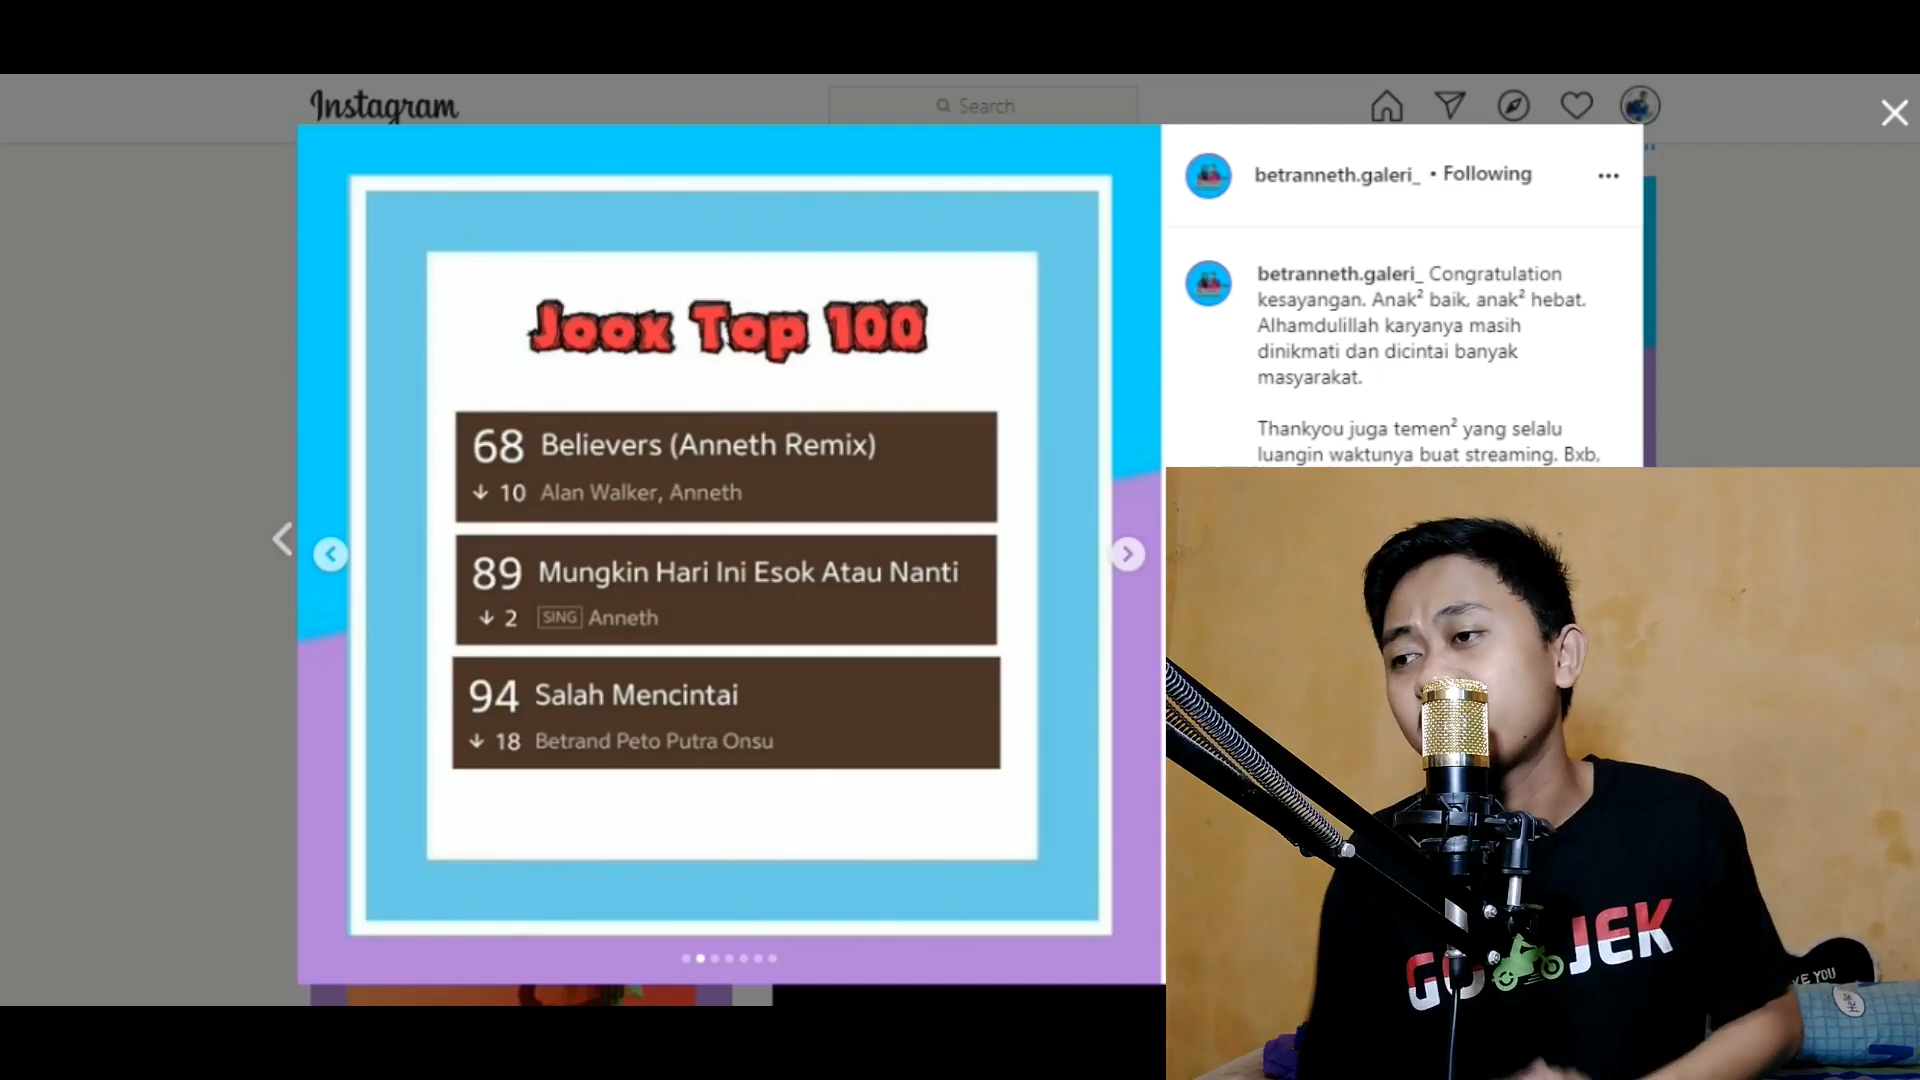 Instagram
Search
betranneth.galeri_ • Following
Joox Top 100
68 Believers (Anneth Remix)
↓ 10 Alan Walker, Anneth
89 Mungkin Hari Ini Esok Atau Nanti
↓ 2 SING Anneth
94 Salah Mencintai
↓ 18 Betrand Peto Putra Onsu
betranneth.galeri_ Congratulation
kesayangan. Anak² baik, anak² hebat.
Alhamdulillah karyanya masih
dinikmati dan dicintai banyak
masyarakat.
Thankyou juga temen² yang selalu
luangin waktunya buat streaming. Bxb,
GO JEK
YOU
Hello